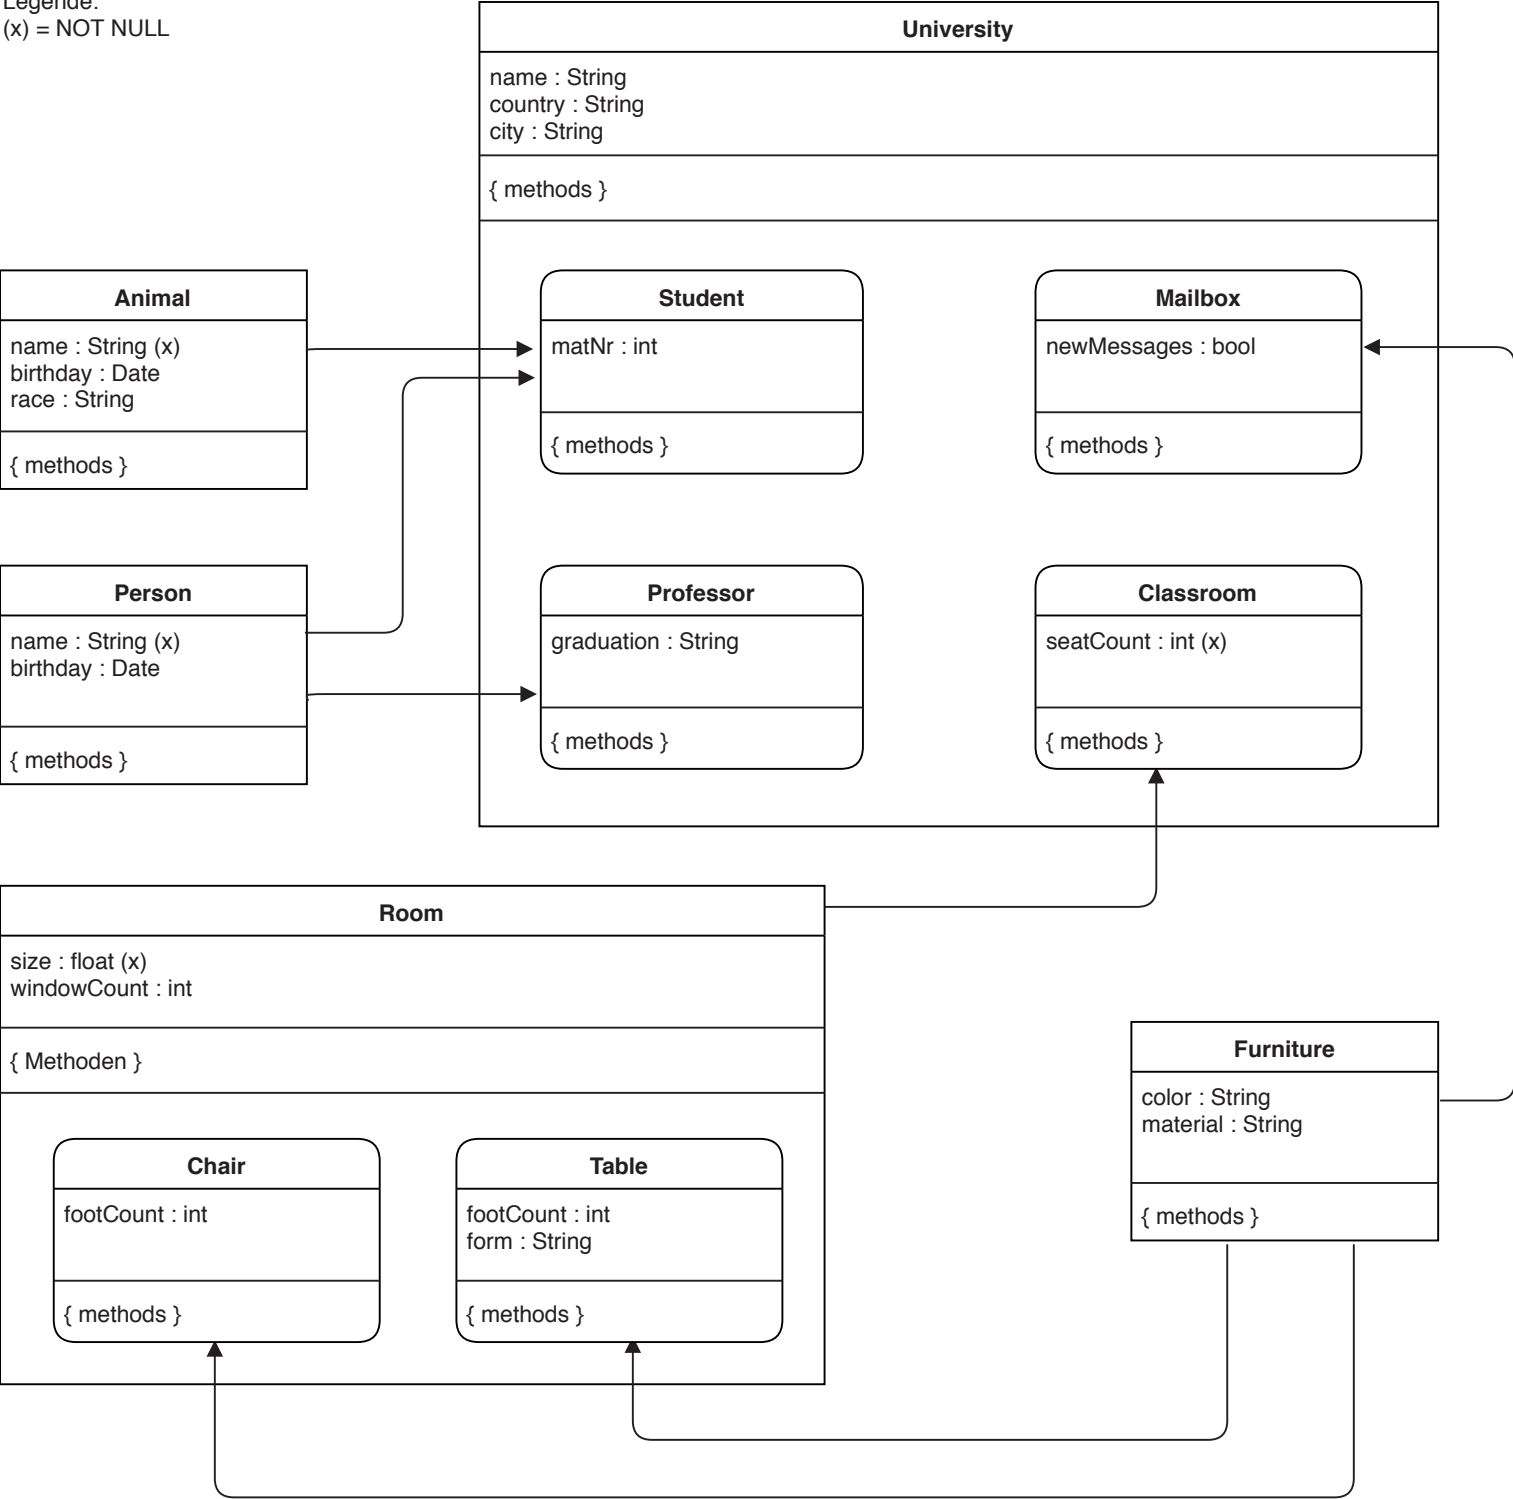 Legende:
(x) = NOT NULL
University
name : String
country : String
city : String
{ methods }
Animal
name : String (x)
birthday : Date
race : String
{ methods }
Student
matNr : int
{ methods }
Mailbox
newMessages : bool
{ methods }
Person
name : String (x)
birthday : Date
{ methods }
Professor
graduation : String
{ methods }
Classroom
seatCount : int (x)
{ methods }
Room
size : float (x)
windowCount : int
{ Methoden }
Chair
footCount : int
{ methods }
Table
footCount : int
form : String
{ methods }
Furniture
color : String
material : String
{ methods }